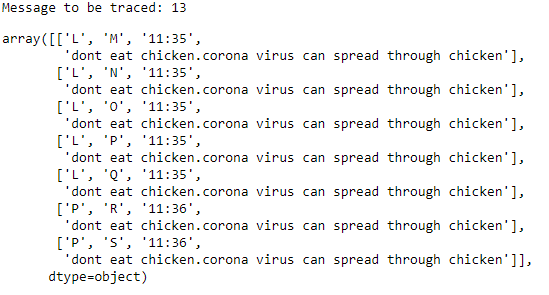 Message to be traced: 13
array([['L', 'M', '11:35',
'dont eat chicken.corona virus can spread through chicken'],
['L', 'N', '11:35',
'dont eat chicken.corona virus can spread through chicken'],
['L', 'O', '11:35',
'dont eat chicken.corona virus can spread through chicken'],
['L', 'P', '11:35',
'dont eat chicken.corona virus can spread through chicken'],
['L', 'Q', '11:35',
'dont eat chicken.corona virus can spread through chicken'],
['P', 'R', '11:36',
'dont eat chicken.corona virus can spread through chicken'],
['P', 'S', '11:36',
'dont eat chicken.corona virus can spread through chicken']],
dtype=object)